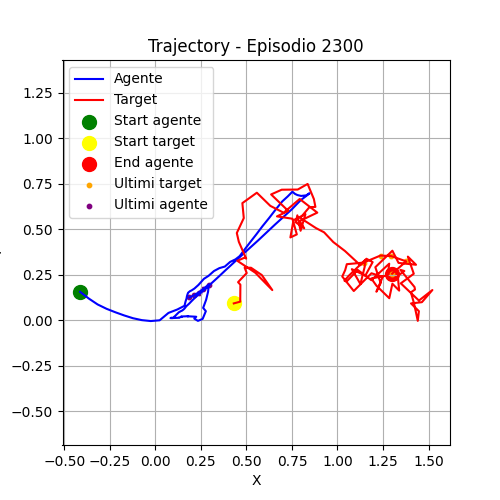 Trajectory - Episodio 2300
Agente
Target
Start agente
Start target
End agente
Ultimi target
Ultimi agente
1.25
1.00
0.75
0.50
0.25
0.00
−0.25
−0.50
−0.50 −0.25 0.00 0.25 0.50 0.75 1.00 1.25 1.50
X